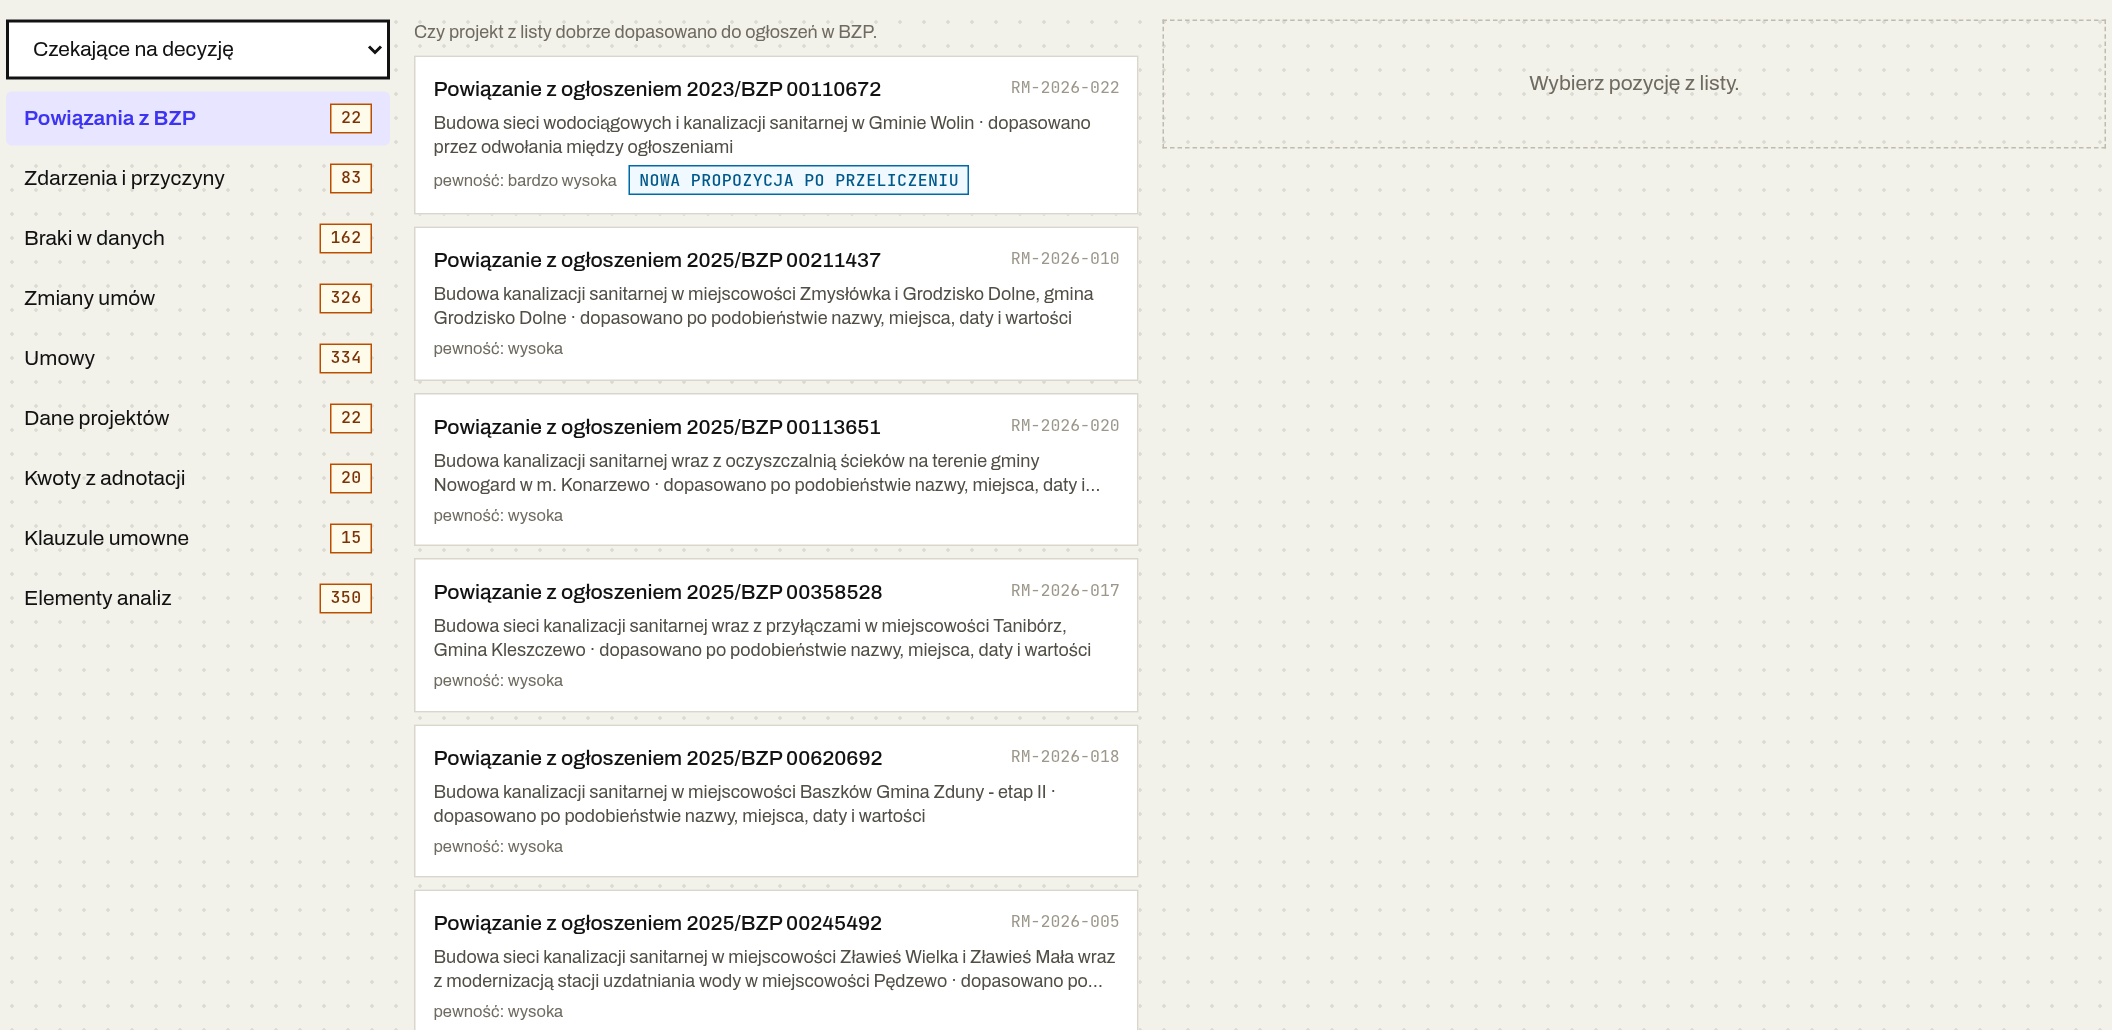 Czekające na decyzję
Powiązania z BZP 22
Zdarzenia i przyczyny 83
Braki w danych 162
Zmiany umów 326
Umowy 334
Dane projektów 22
Kwoty z adnotacji 20
Klauzule umowne 15
Elementy analiz 350
Czy projekt z listy dobrze dopasowano do ogłoszeń w BZP.
Powiązanie z ogłoszeniem 2023/BZP 00110672 RM-2026-022
Budowa sieci wodociągowych i kanalizacji sanitarnej w Gminie Wolin · dopasowano
przez odwołania między ogłoszeniami
pewność: bardzo wysoka NOWA PROPOZYCJA PO PRZELICZENIU
Powiązanie z ogłoszeniem 2025/BZP 00211437 RM-2026-010
Budowa kanalizacji sanitarnej w miejscowości Zmysłówka i Grodzisko Dolne, gmina
Grodzisko Dolne · dopasowano po podobieństwie nazwy, miejsca, daty i wartości
pewność: wysoka
Powiązanie z ogłoszeniem 2025/BZP 00113651 RM-2026-020
Budowa kanalizacji sanitarnej wraz z oczyszczalnią ścieków na terenie gminy
Nowogard w m. Konarzewo · dopasowano po podobieństwie nazwy, miejsca, daty i...
pewność: wysoka
Powiązanie z ogłoszeniem 2025/BZP 00358528 RM-2026-017
Budowa sieci kanalizacji sanitarnej wraz z przyłączami w miejscowości Tanibórz,
Gmina Kleszczewo · dopasowano po podobieństwie nazwy, miejsca, daty i wartości
pewność: wysoka
Powiązanie z ogłoszeniem 2025/BZP 00620692 RM-2026-018
Budowa kanalizacji sanitarnej w miejscowości Baszków Gmina Zduny - etap II ·
dopasowano po podobieństwie nazwy, miejsca, daty i wartości
pewność: wysoka
Powiązanie z ogłoszeniem 2025/BZP 00245492 RM-2026-005
Budowa sieci kanalizacji sanitarnej w miejscowości Zławieś Wielka i Zławieś Mała wraz
z modernizacją stacji uzdatniania wody w miejscowości Pędzewo · dopasowano po...
pewność: wysoka
Wybierz pozycję z listy.